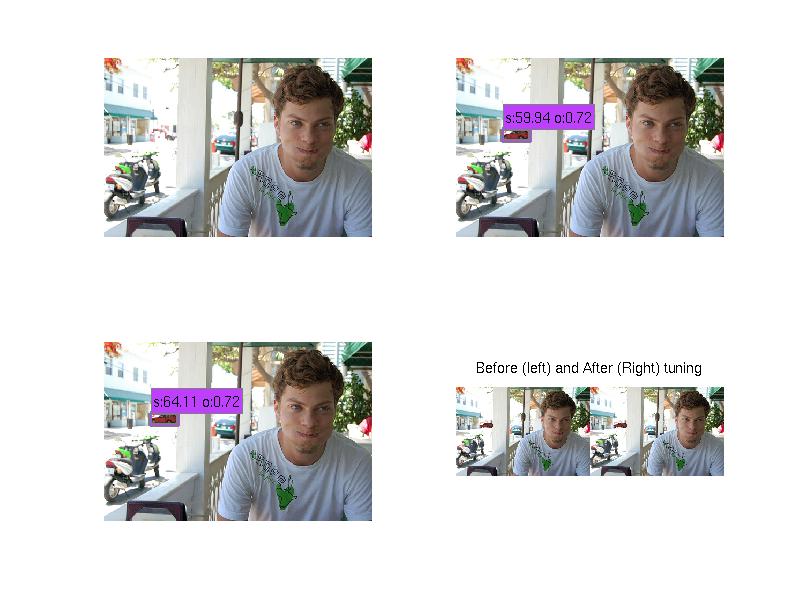 s:59.94 o:0.72
s:64.11 o:0.72
Before (left) and After (Right) tuning